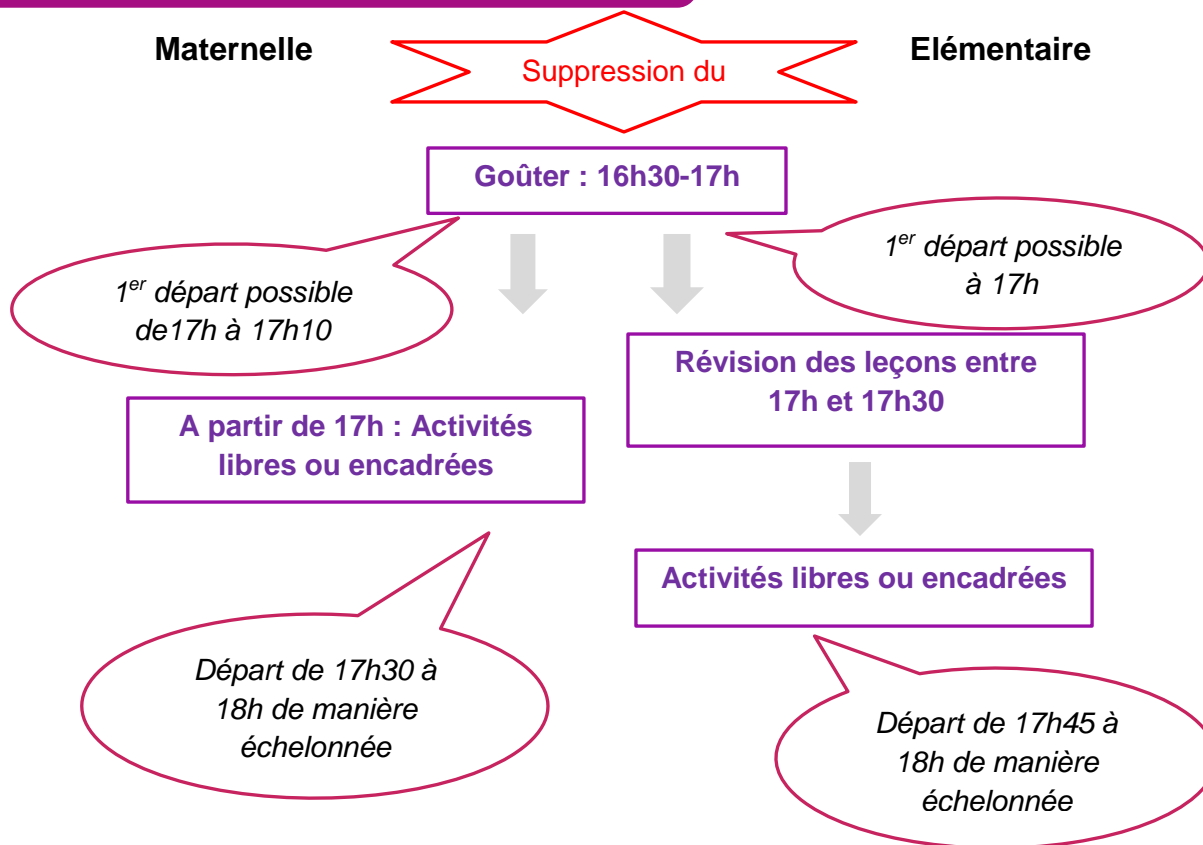 Maternelle
Suppression du
Elémentaire
Goûter : 16h30-17h
1er départ possible
de17h à 17h10
1er départ possible
à 17h
Révision des leçons entre
17h et 17h30
A partir de 17h : Activités
libres ou encadrées
Activités libres ou encadrées
Départ de 17h30 à
18h de manière
échelonnée
Départ de 17h45 à
18h de manière
échelonnée